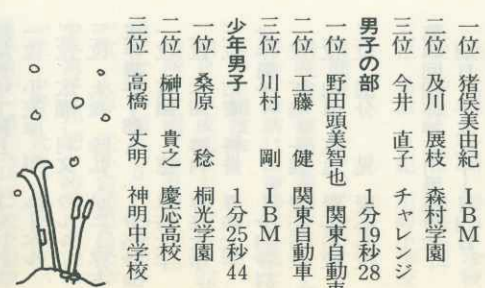 一位 猪俣美由紀 IBM
二位 及川 展枝 森村学園
三位 今井 直子 チャレンジ
男子の部 1分19秒28
一位 野田頭美智也 関東自動車
二位 工藤 健 関東自動車
三位 川村 剛 IBM
少年男子 1分25秒44
一位 桑原 稔 桐光学園
二位 榊田 貴之 慶応高校
三位 高橋 丈明 神明中学校